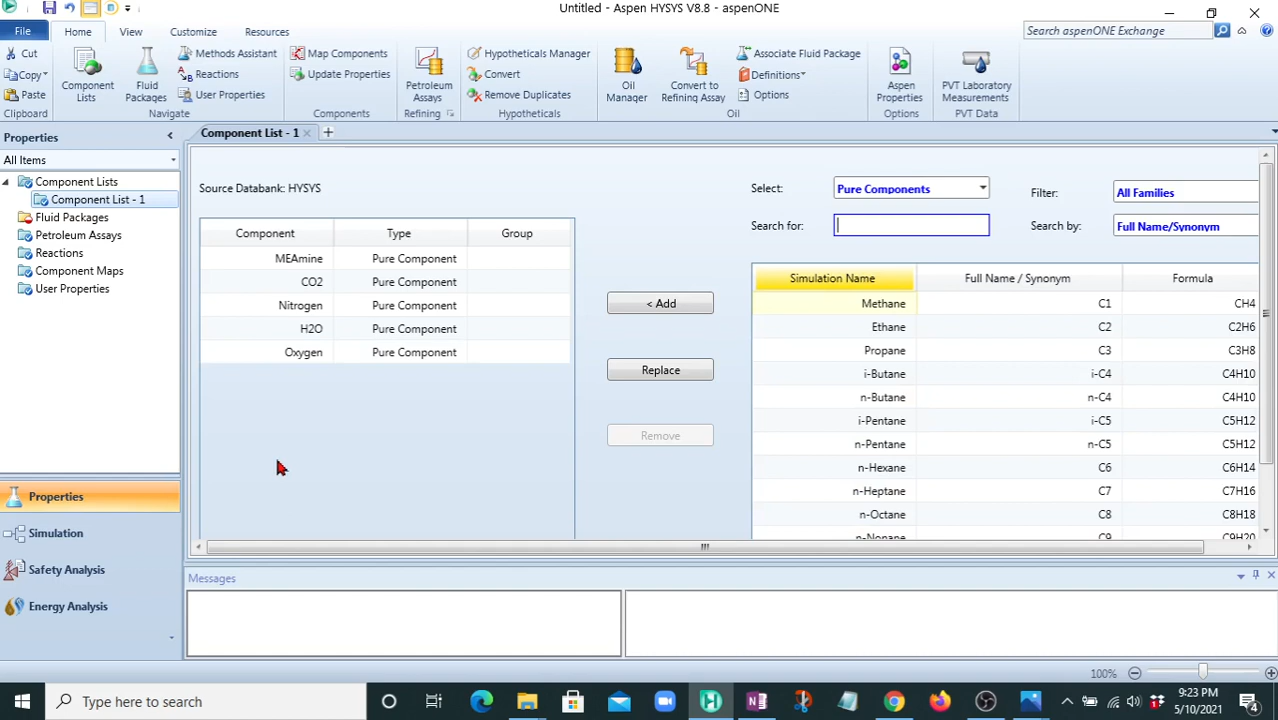 Untitled - Aspen HYSYS V8.8 - aspenONE
File Home View Customize Resources Search aspenONE Exchange
Cut
Copy
Paste
Clipboard
Component Lists
Fluid Packages
Methods Assistant
Reactions
User Properties
Navigate
Map Components
Update Properties
Components
Petroleum Assays
Refining
Hypotheticals Manager
Convert
Remove Duplicates
Hypotheticals
Oil Manager
Convert to Refining Assay
Associate Fluid Package
Definitions
Options
Oil
Aspen Properties
Options
PVT Laboratory Measurements
PVT Data
Properties
All Items
Component Lists
Component List - 1
Fluid Packages
Petroleum Assays
Reactions
Component Maps
User Properties
Properties
Simulation
Safety Analysis
Energy Analysis
Component List - 1
Source Databank: HYSYS
Component Type Group
MEAmine Pure Component
CO2 Pure Component
Nitrogen Pure Component
H2O Pure Component
Oxygen Pure Component
< Add
Replace
Remove
Select: Pure Components Filter: All Families
Search for: Search by: Full Name/Synonym
Simulation Name Full Name / Synonym Formula
Methane C1 CH4
Ethane C2 C2H6
Propane C3 C3H8
i-Butane i-C4 C4H10
n-Butane n-C4 C4H10
i-Pentane i-C5 C5H12
n-Pentane n-C5 C5H12
n-Hexane C6 C6H14
n-Heptane C7 C7H16
n-Octane C8 C8H18
n-Nonane C9 C9H20
Messages
100%
Type here to search
9:23 PM
5/10/2021
4